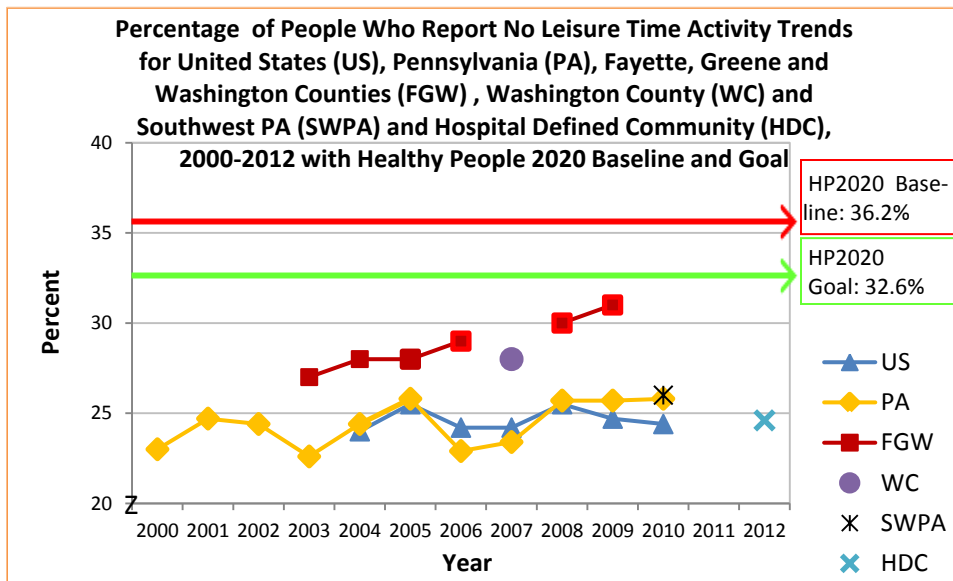 Percentage of People Who Report No Leisure Time Activity Trends
for United States (US), Pennsylvania (PA), Fayette, Greene and
Washington Counties (FGW) , Washington County (WC) and
Southwest PA (SWPA) and Hospital Defined Community (HDC),
2000-2012 with Healthy People 2020 Baseline and Goal
40
HP2020 Base-
line: 36.2%
35
HP2020
Goal: 32.6%
Percent
30
25
20
Z
US
PA
FGW
WC
SWPA
HDC
2000 2001 2002 2003 2004 2005 2006 2007 2008 2009 2010 2011 2012
Year